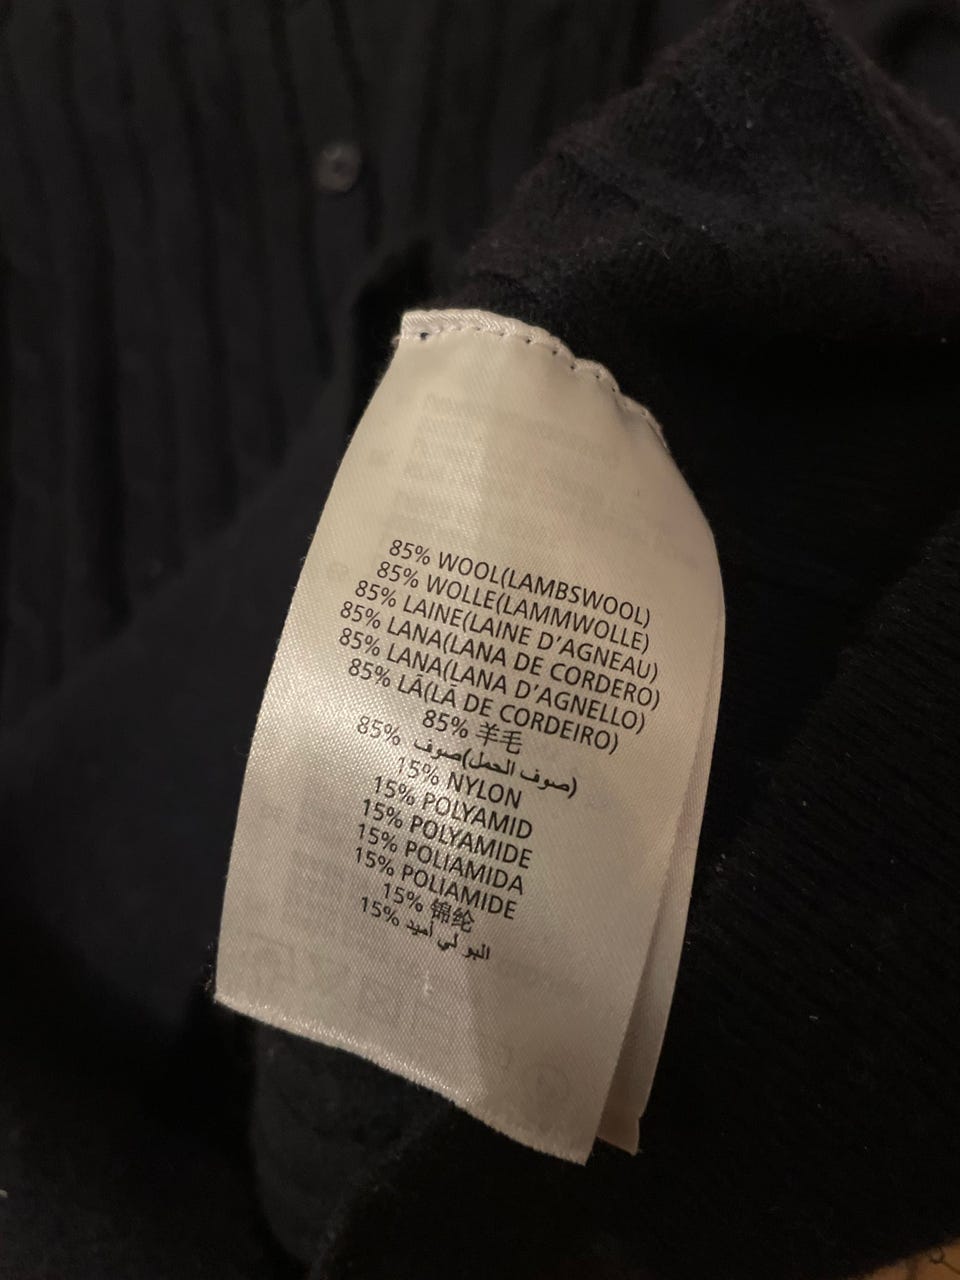 85% WOOL(LAMBSWOOL)
85% WOLLE(LAMMWOLLE)
85% LAINE(LAINE D'AGNEAU)
85% LANA(LANA DE CORDERO)
85% LANA(LANA D'AGNELLO)
85% LÃ(LÃ DE CORDEIRO)
85% 羊毛
85% صوف(صوف الحمل)
15% NYLON
15% POLYAMID
15% POLYAMIDE
15% POLIAMIDA
15% POLIAMIDE
15% 锦纶
15% البو لي أميد